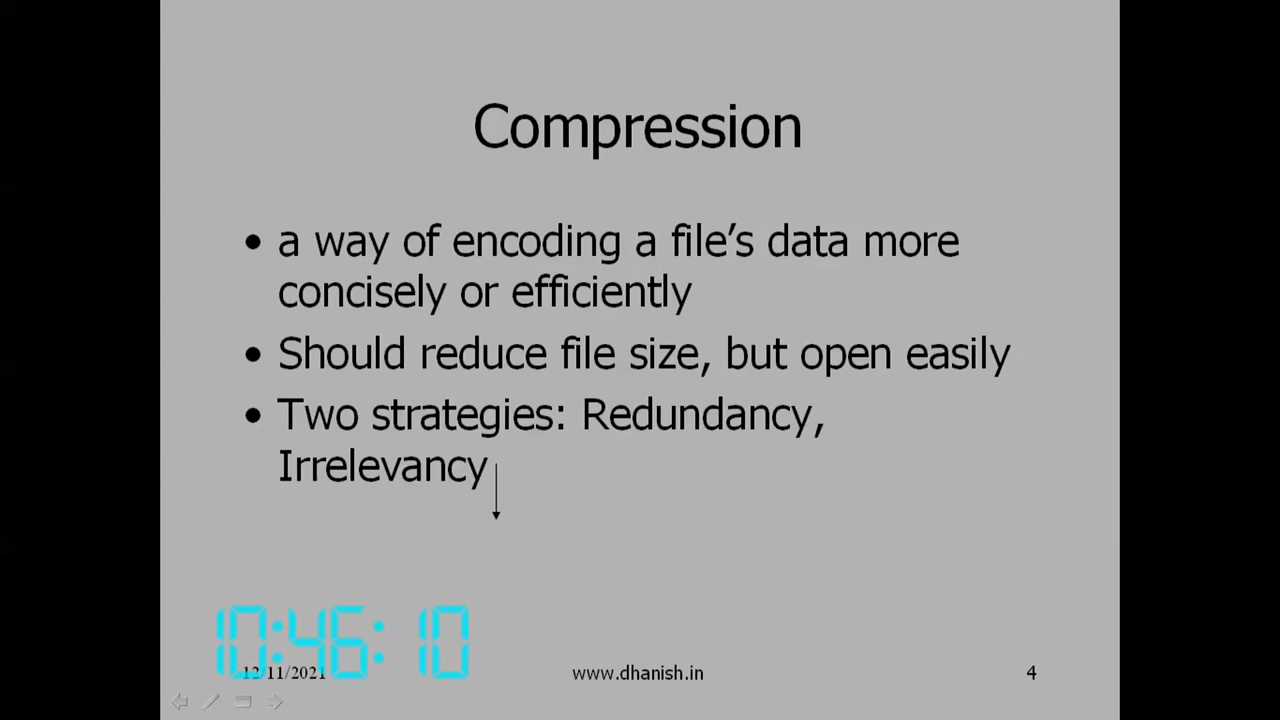 Compression
• a way of encoding a file’s data more
concisely or efficiently
• Should reduce file size, but open easily
• Two strategies: Redundancy,
Irrelevancy
10:46:10
12/11/2021
www.dhanish.in
4